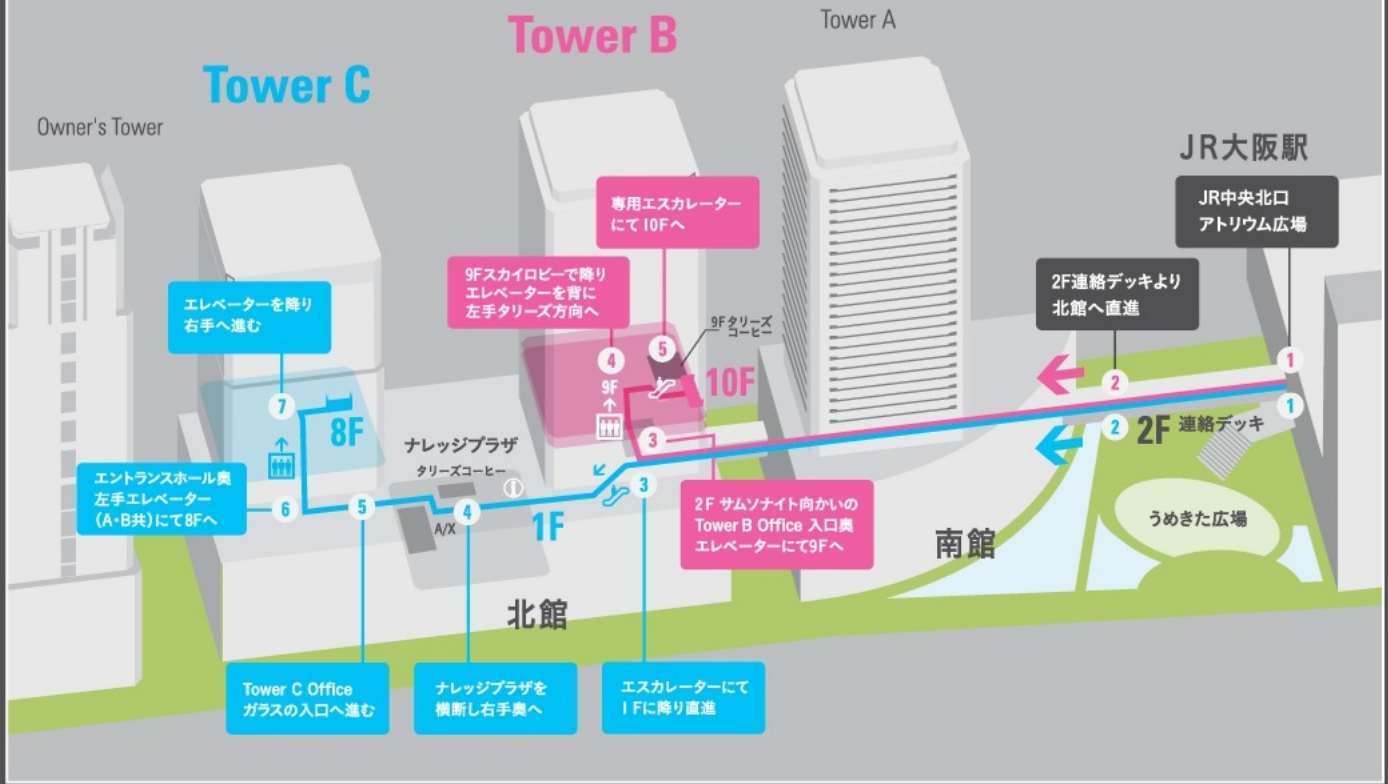 Tower B
Tower A
Tower C
Owner's Tower
JR大阪駅
JR中央北口
アトリウム広場
専用エスカレーター
にて10Fへ
2F連絡デッキより
北館へ直進
9Fスカイロビーで降り
エレベーターを背に
左手タリーズ方向へ
エレベーターを降り
右手へ進む
9Fタリーズ
コーヒー
1
5
4
9F
10F
2
7
1
8F
2
2F 連絡デッキ
3
ナレッジプラザ
タリーズコーヒー
エントランスホール奥
左手エレベーター
(A・B共)にて8Fへ
6
5
4
A/X
i
1F
3
2F サムソナイト向かいの
Tower B Office 入口奥
エレベーターにて9Fへ
うめきた広場
南館
北館
Tower C Office
ガラスの入口へ進む
ナレッジプラザを
横断し右手奥へ
エスカレーターにて
1Fに降り直進